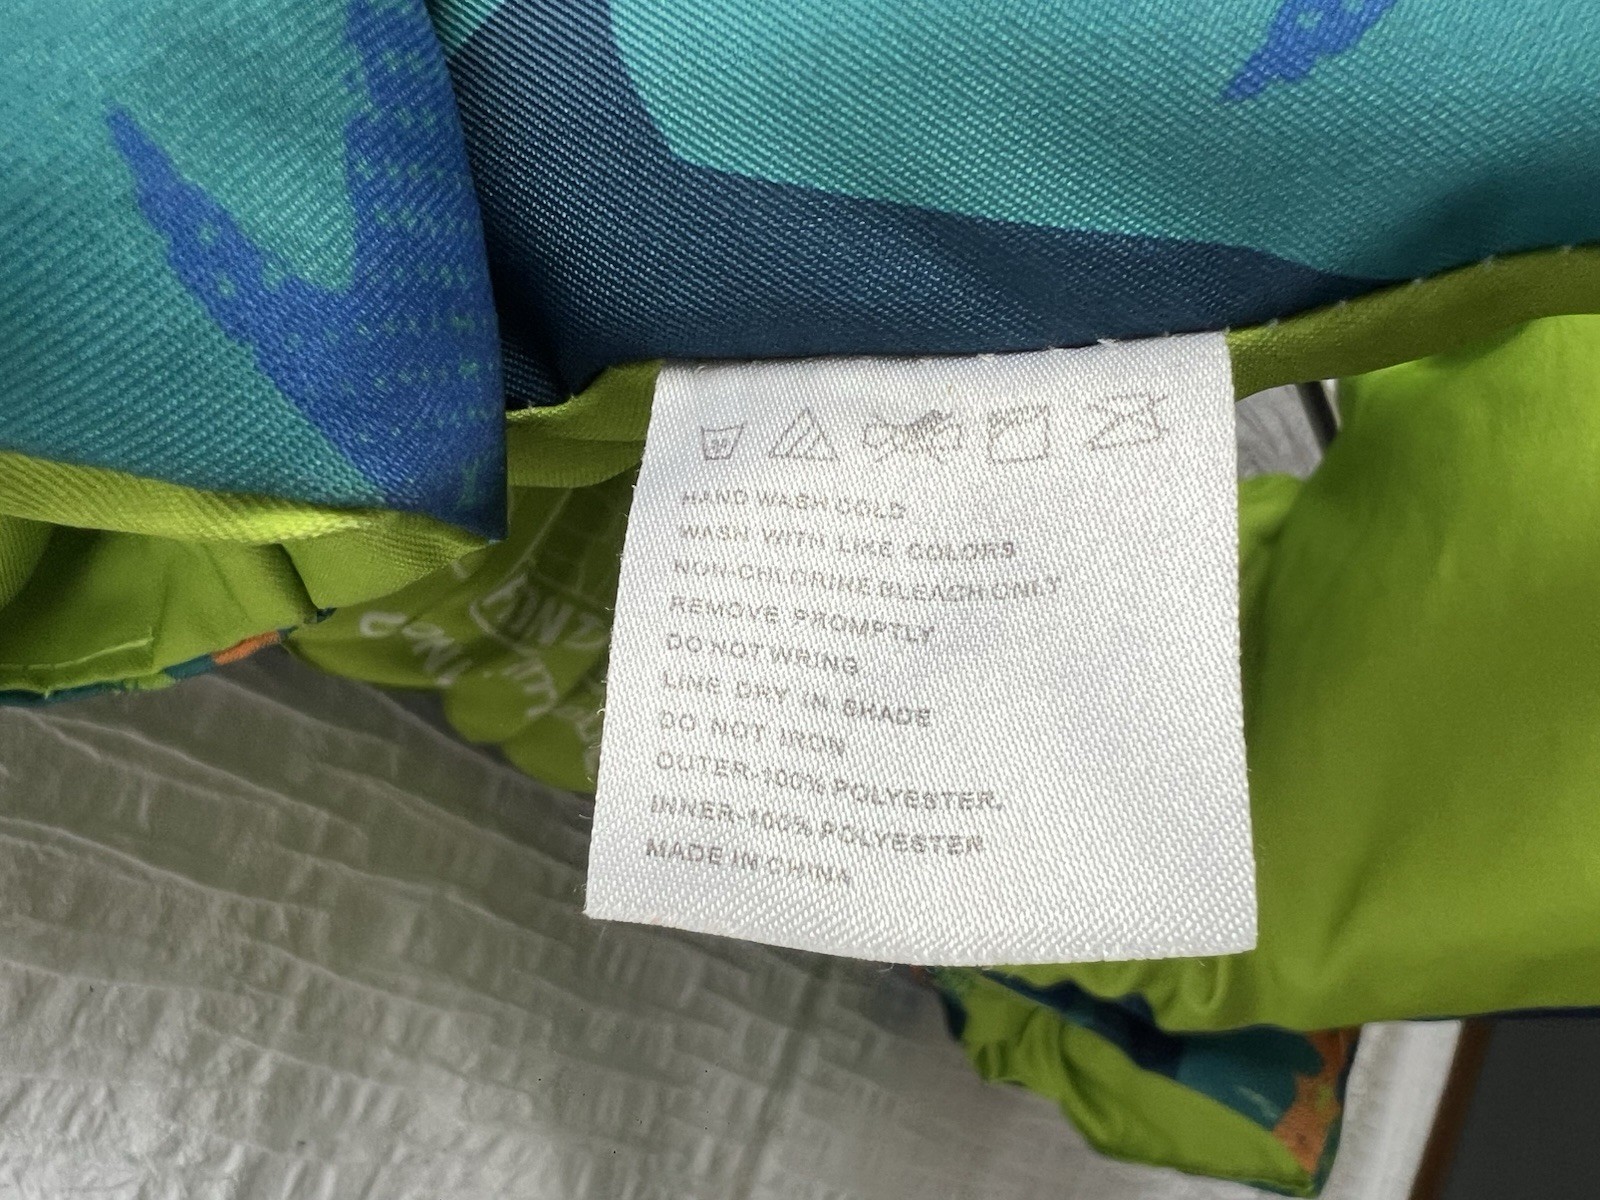 HAND WASH COLD
WASH WITH LIKE COLORS
NON-CHLORINE BLEACH ONLY
REMOVE PROMPTLY
DO NOT WRING
LINE DRY IN SHADE
DO NOT IRON
OUTER-100% POLYESTER.
INNER-100% POLYESTER
MADE IN CHINA